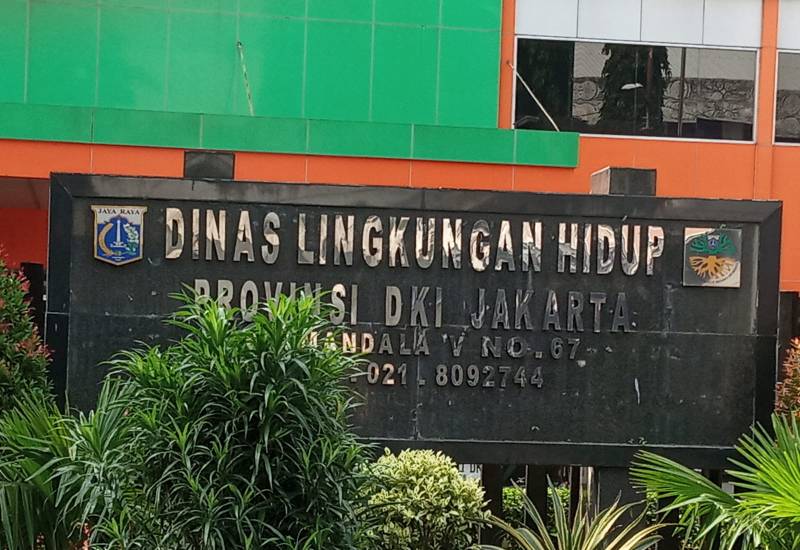 JAYA RAYA
DINAS LINGKUNGAN HIDUP
PROVINSI DKI JAKARTA
MANDALA V NO. 67
. 021 . 8092744